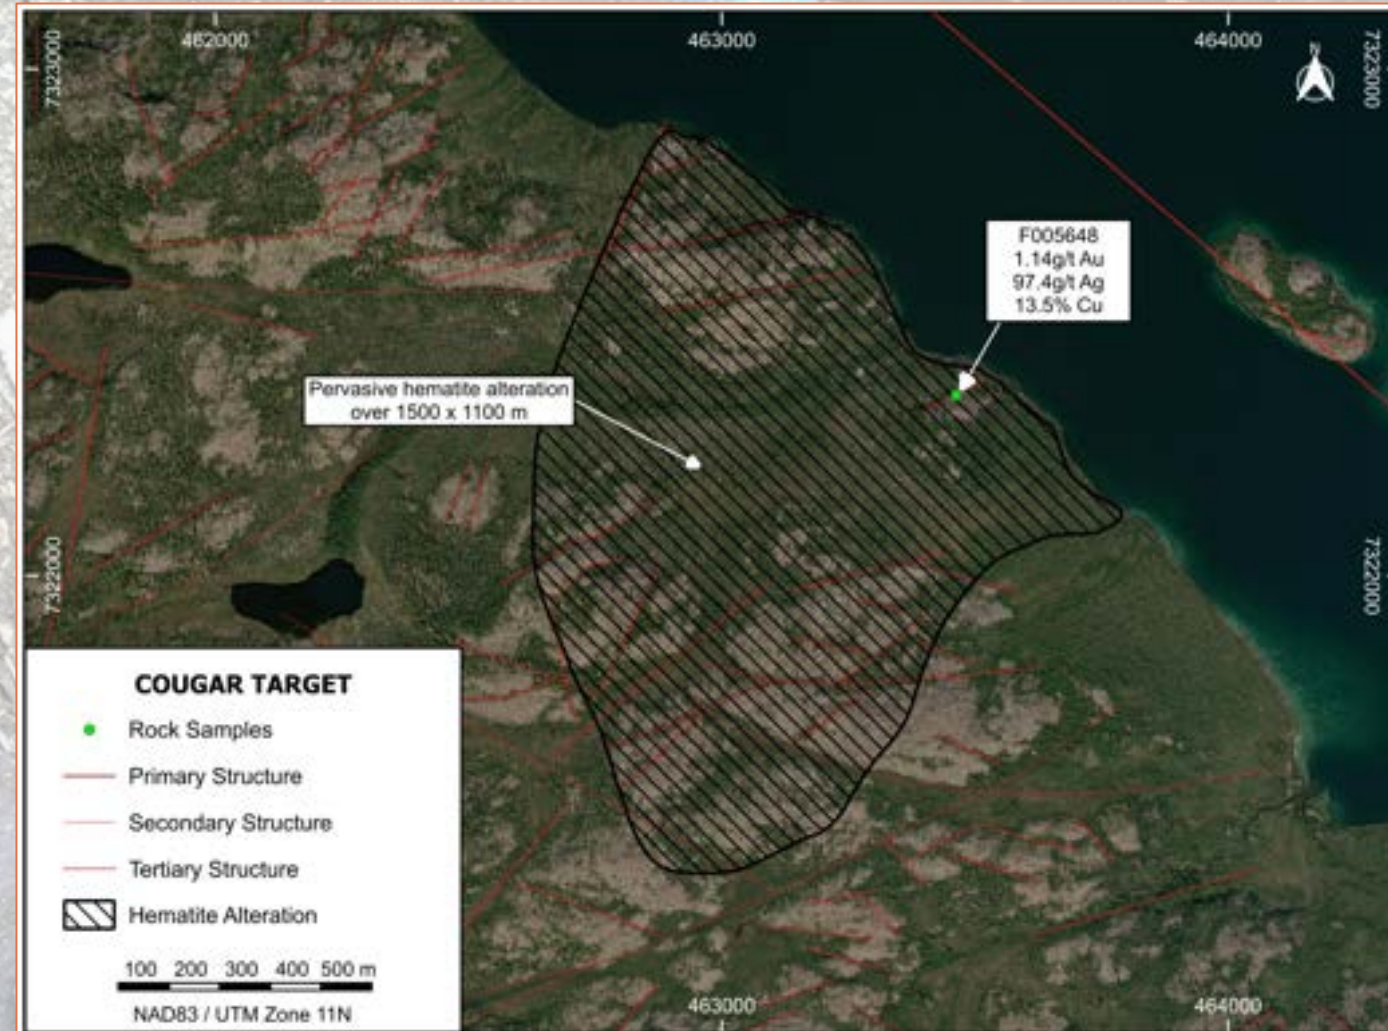 462000
463000
464000
N
7323000
7323000
F005648
1.14g/t Au
97.4g/t Ag
13.5% Cu
Pervasive hematite alteration
over 1500 x 1100 m
7322000
7322000
COUGAR TARGET
Rock Samples
Primary Structure
Secondary Structure
Tertiary Structure
Hematite Alteration
100 200 300 400 500 m
NAD83 / UTM Zone 11N
463000
464000